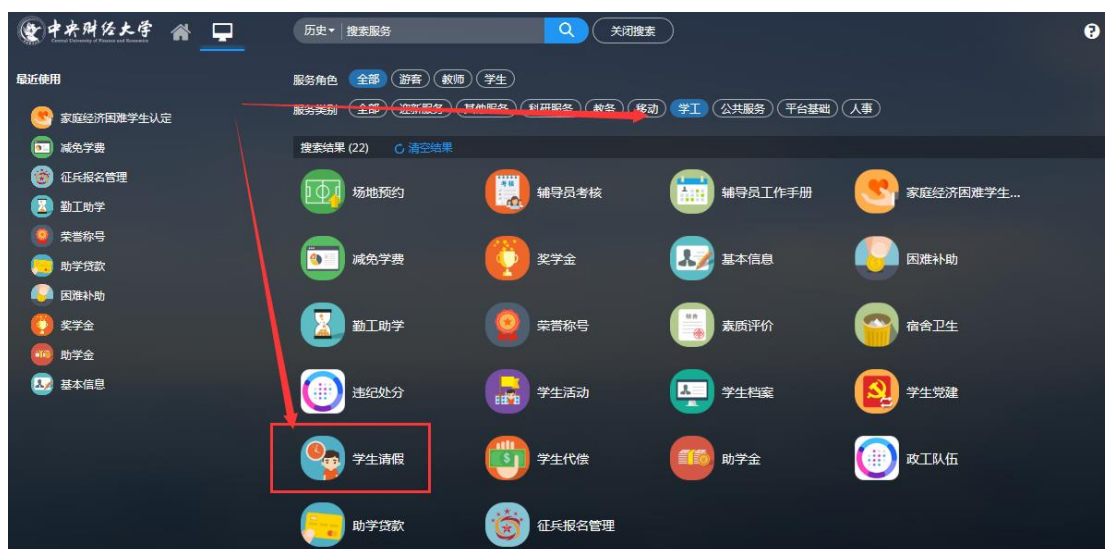 中央财经大学
Central University of Finance and Economics
历史 搜索服务 关闭搜索
最近使用
家庭经济困难学生认定
减免学费
征兵报名管理
勤工助学
荣誉称号
助学贷款
困难补助
奖学金
助学金
基本信息
服务角色 全部 游客 教师 学生
服务类别 全部 迎新服务 其他服务 科研服务 教务 移动 学工 公共服务 平台基础 人事
搜索结果 (22) 清空结果
场地预约 辅导员考核 辅导员工作手册 家庭经济困难学生...
减免学费 奖学金 基本信息 困难补助
勤工助学 荣誉称号 素质评价 宿舍卫生
违纪处分 学生活动 学生档案 学生党建
学生请假 学生代偿 助学金 政工队伍
助学贷款 征兵报名管理